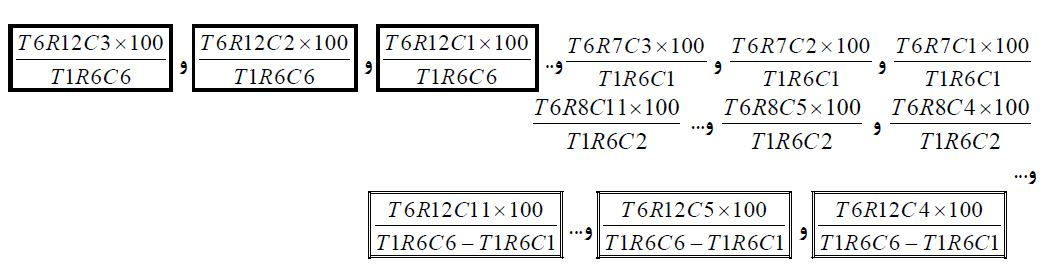 T6R7C1×100/T1R6C1 و T6R7C2×100/T1R6C1 و T6R7C3×100/T1R6C1 و.. T6R12C1×100/T1R6C6 و T6R12C2×100/T1R6C6 و T6R12C3×100/T1R6C6
T6R8C4×100/T1R6C2 و T6R8C5×100/T1R6C2 و... T6R8C11×100/T1R6C2
و...
T6R12C4×100/T1R6C6−T1R6C1 و T6R12C5×100/T1R6C6−T1R6C1 و... T6R12C11×100/T1R6C6−T1R6C1